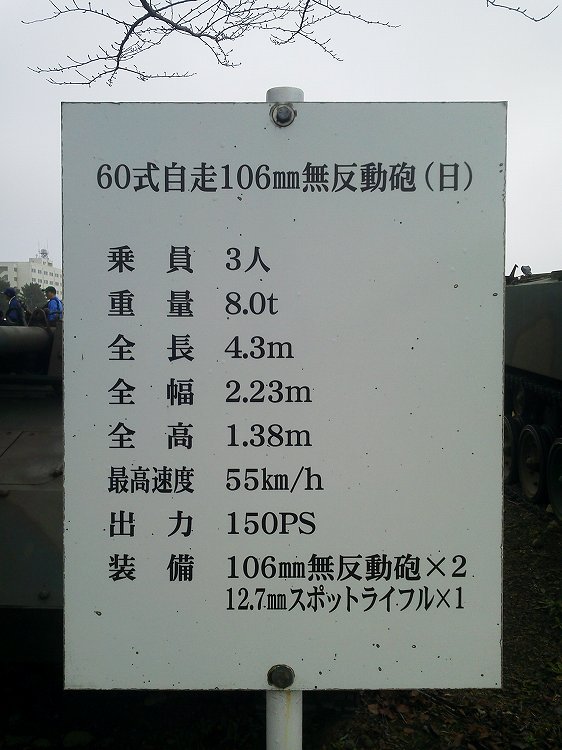 60式自走106㎜無反動砲(日)
乗員 3人
重量 8.0t
全長 4.3m
全幅 2.23m
全高 1.38m
最高速度 55㎞/h
出力 150PS
装備 106㎜無反動砲×2
12.7㎜スポットライフル×1